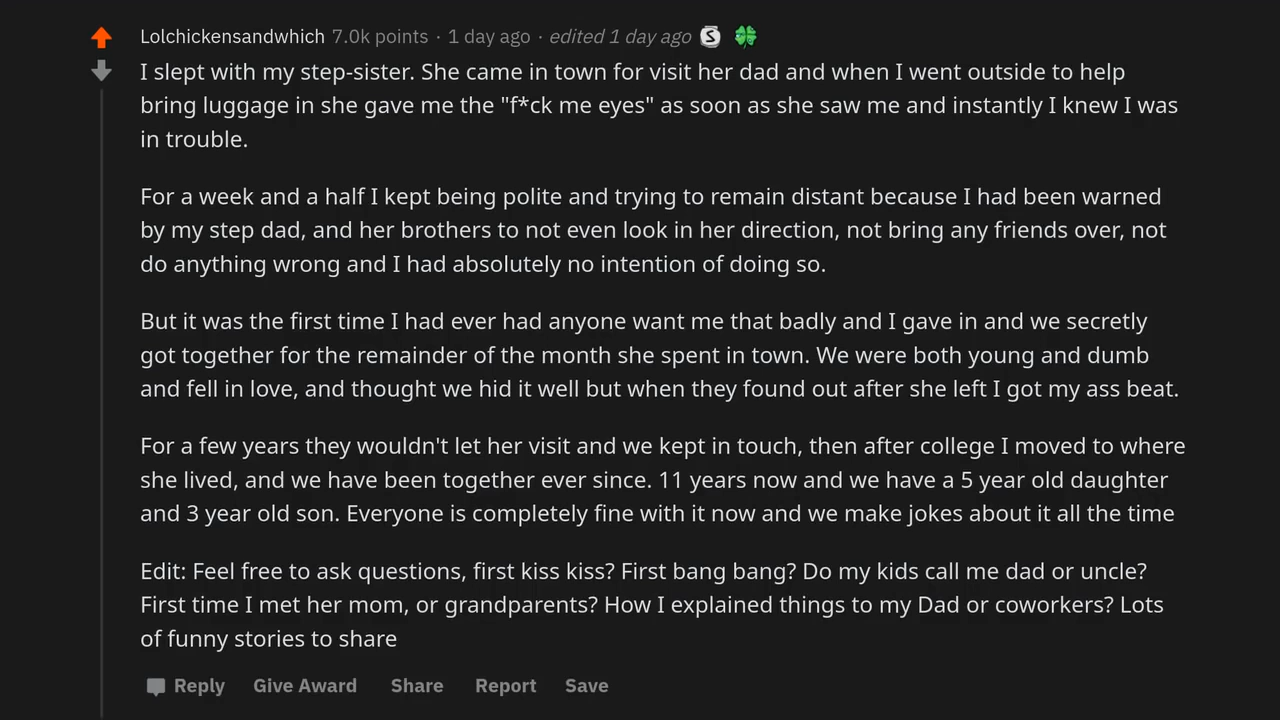 Lolchickensandwhich 7.0k points · 1 day ago · edited 1 day ago S
I slept with my step-sister. She came in town for visit her dad and when I went outside to help
bring luggage in she gave me the "f*ck me eyes" as soon as she saw me and instantly I knew I was
in trouble.
For a week and a half I kept being polite and trying to remain distant because I had been warned
by my step dad, and her brothers to not even look in her direction, not bring any friends over, not
do anything wrong and I had absolutely no intention of doing so.
But it was the first time I had ever had anyone want me that badly and I gave in and we secretly
got together for the remainder of the month she spent in town. We were both young and dumb
and fell in love, and thought we hid it well but when they found out after she left I got my ass beat.
For a few years they wouldn't let her visit and we kept in touch, then after college I moved to where
she lived, and we have been together ever since. 11 years now and we have a 5 year old daughter
and 3 year old son. Everyone is completely fine with it now and we make jokes about it all the time
Edit: Feel free to ask questions, first kiss kiss? First bang bang? Do my kids call me dad or uncle?
First time I met her mom, or grandparents? How I explained things to my Dad or coworkers? Lots
of funny stories to share
Reply Give Award Share Report Save